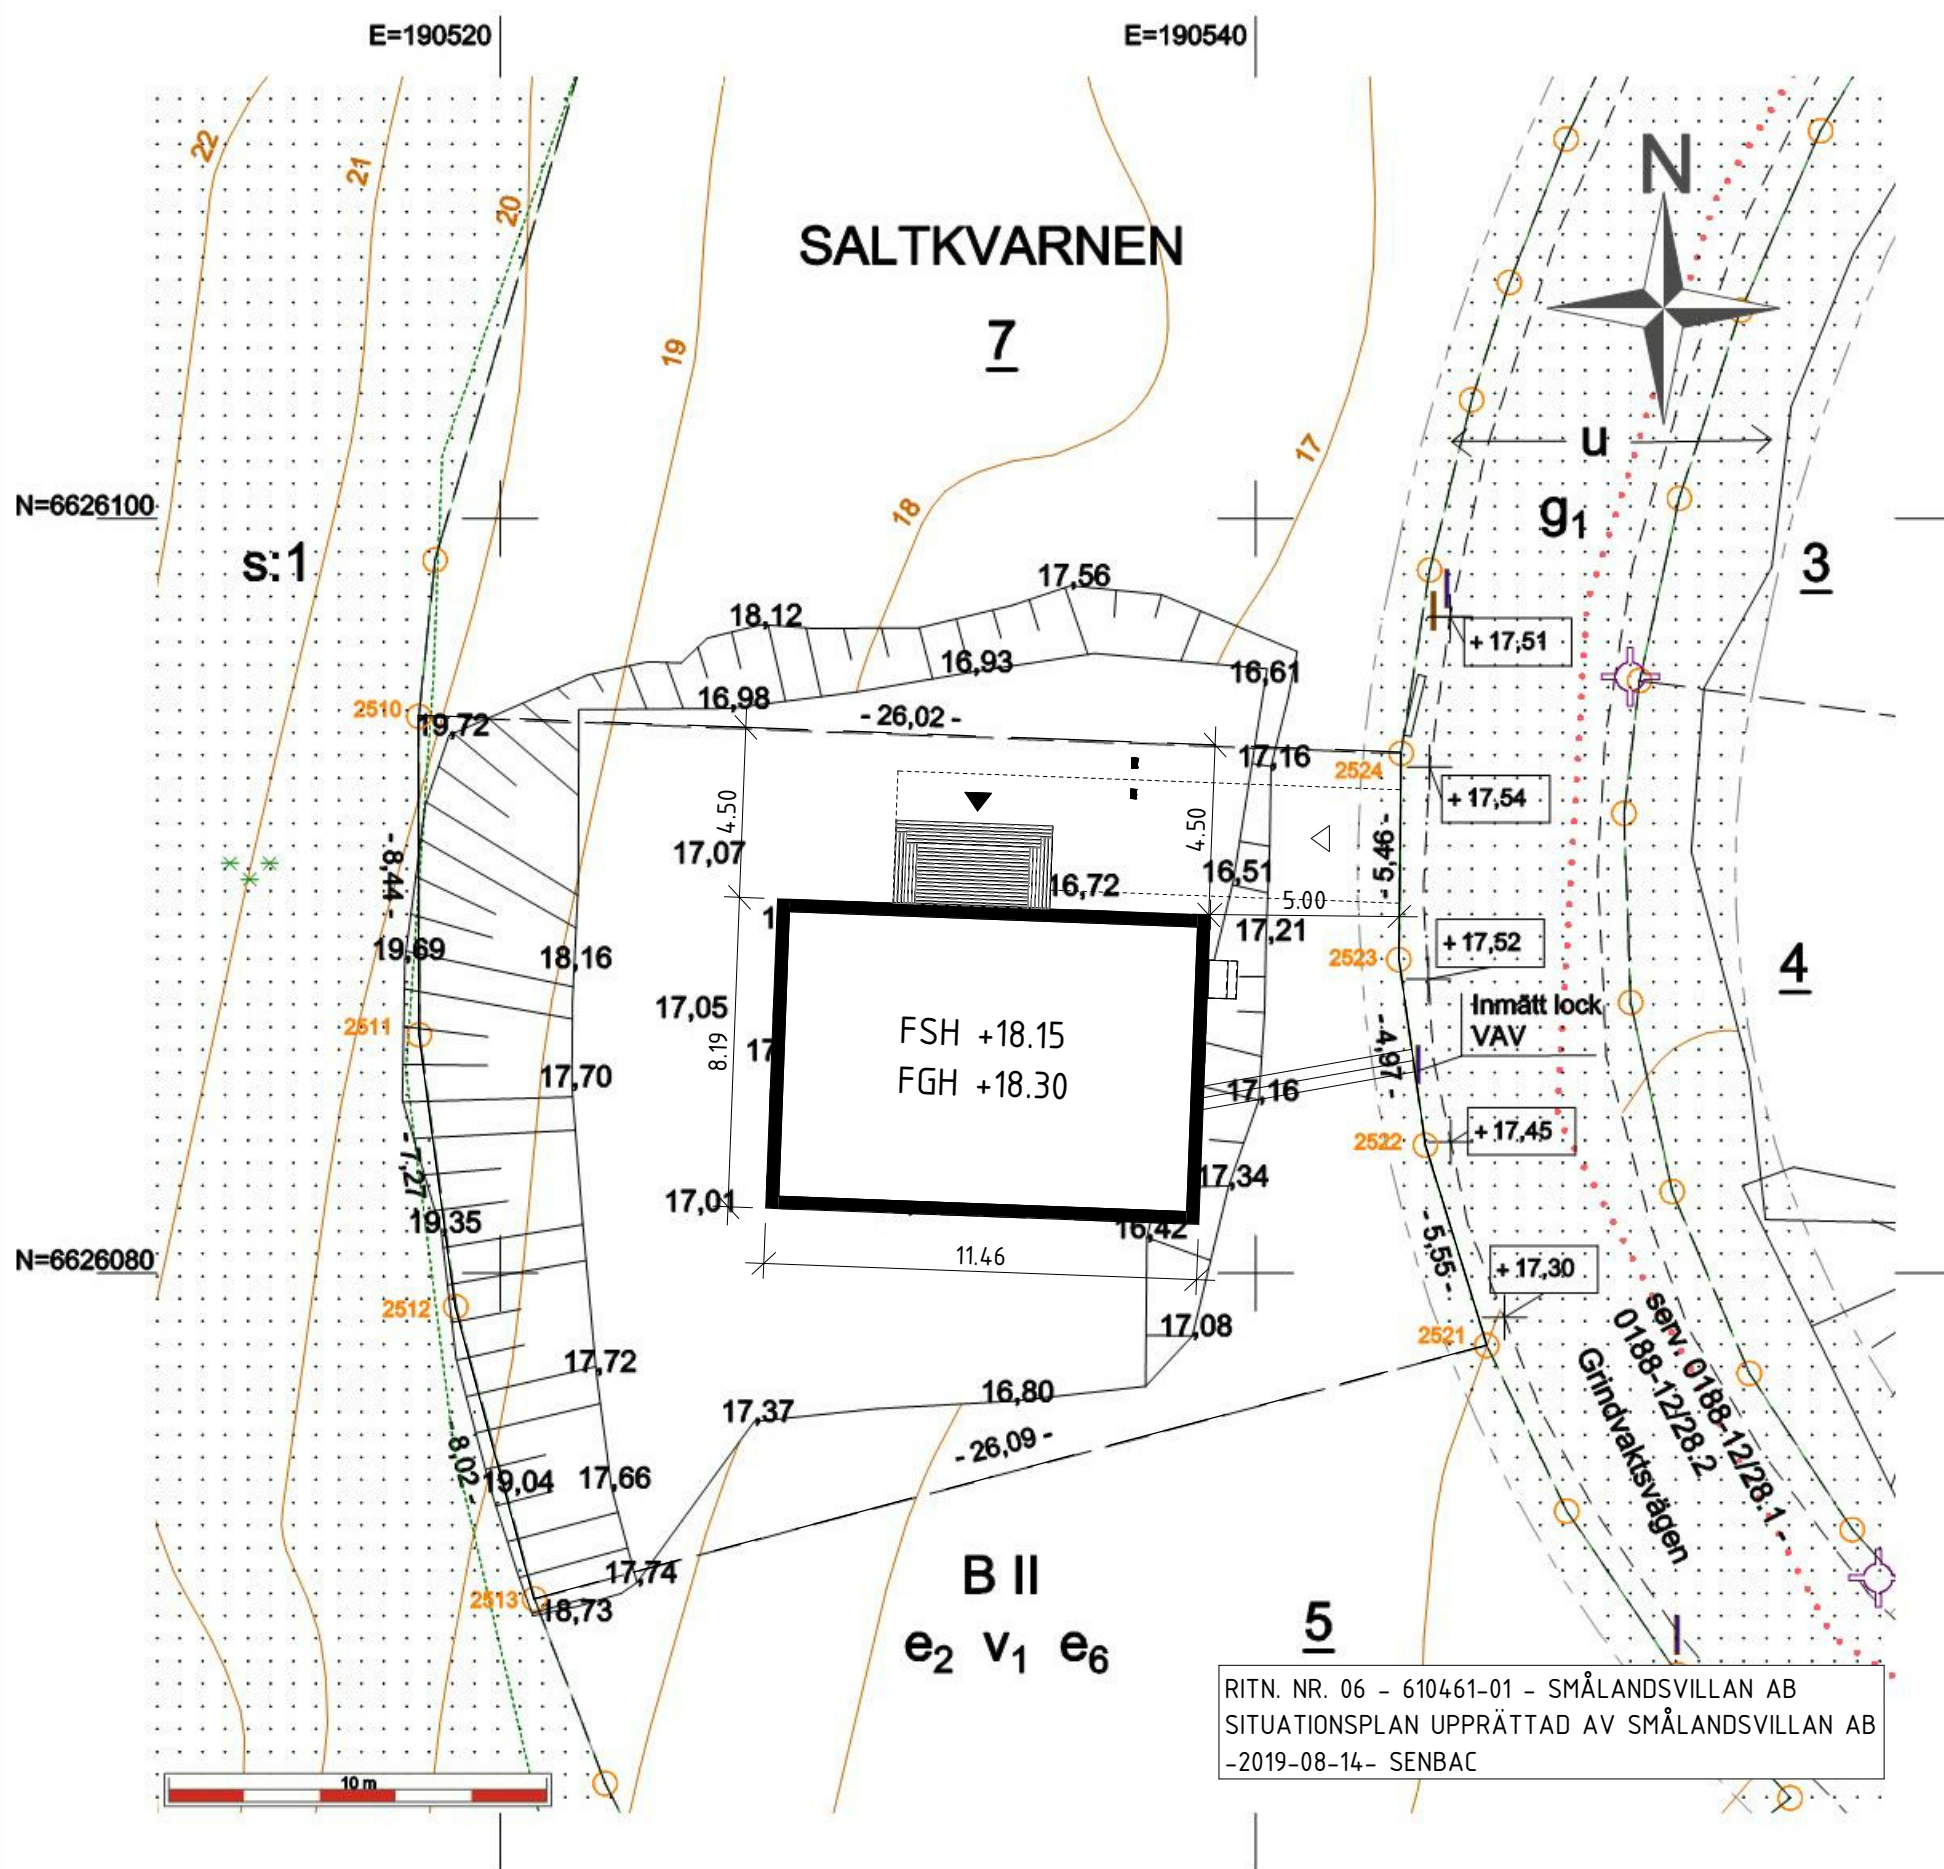 E=190520
E=190540
22
21
20
N
SALTKVARNEN
7
19
u
17
18
N=6626100
g1
s:1
3
17,56
18,12
+ 17,51
16,93
16,61
16,98
2510
19,72
- 26,02 -
17,16
2524
+ 17,54
4.50
4.50
17,07
- 5,46 -
- 8,44 -
16,51
16,72
5.00
17,21
+ 17,52
19,69
18,16
2523
4
17,05
Inmätt lock
VAV
FSH +18.15
2511
8.19
17
- 4,97 -
17,70
FGH +18.30
17,16
+ 17,45
2522
- 7,27
17,34
17,01
19,35
16,42
- 5,55 -
N=6626080
11.46
+ 17,30
2512
17,08
2521
serv. 0188-12/28.1 -
0188-12/28.2
Grindvaktsvägen
17,72
16,80
17,37
- 26,09 -
8,02 -
19,04
17,66
17,74
B II
2513
18,73
5
e2 v1 e6
RITN. NR. 06 - 610461-01 - SMÅLANDSVILLAN AB
SITUATIONSPLAN UPPRÄTTAD AV SMÅLANDSVILLAN AB
-2019-08-14- SENBAC
10 m